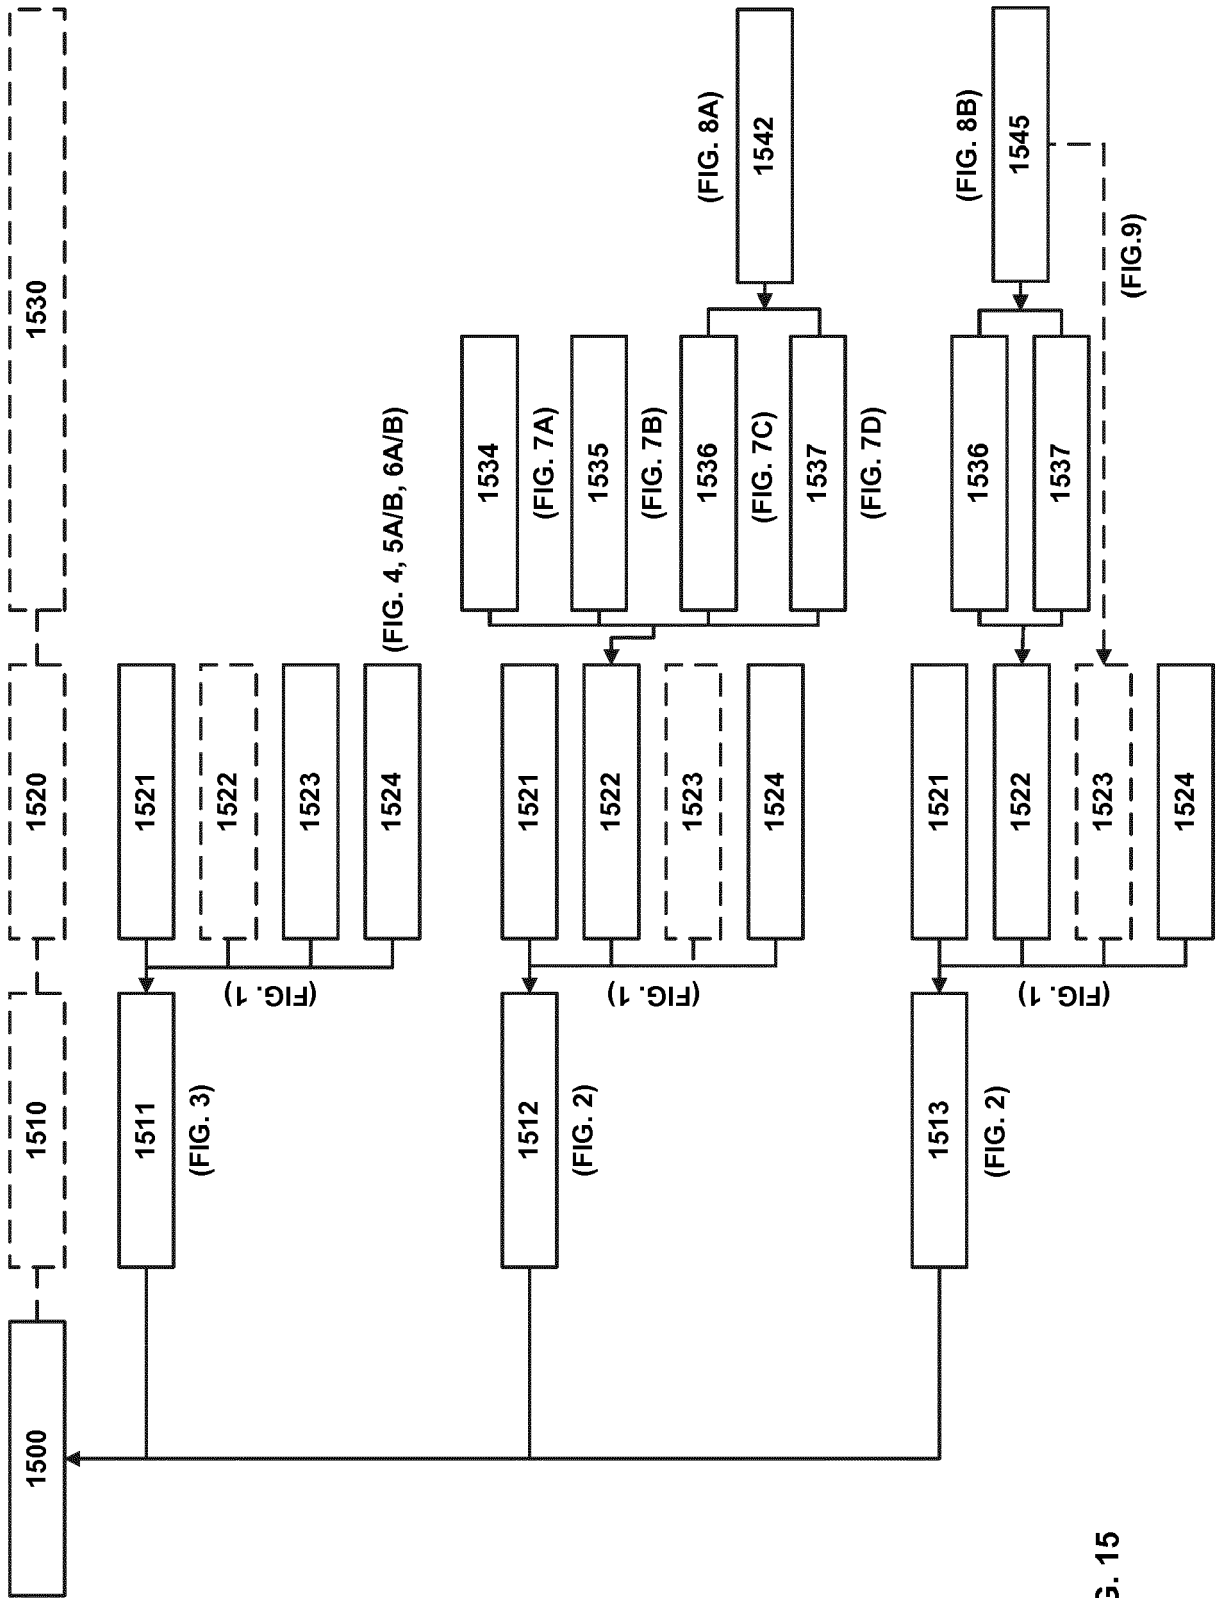 1500
1510
1520
1530
1511
(FIG. 3)
(FIG. 1)
1521
1522
1523
1524
(FIG. 4, 5A/B, 6A/B)
1512
(FIG. 2)
(FIG. 1)
1521
1522
1523
1524
1534
(FIG. 7A)
1535
(FIG. 7B)
1536
(FIG. 7C)
1537
(FIG. 7D)
(FIG. 8A)
1542
1513
(FIG. 2)
(FIG. 1)
1521
1522
1523
1524
1536
1537
(FIG. 8B)
1545
(FIG.9)
G. 15